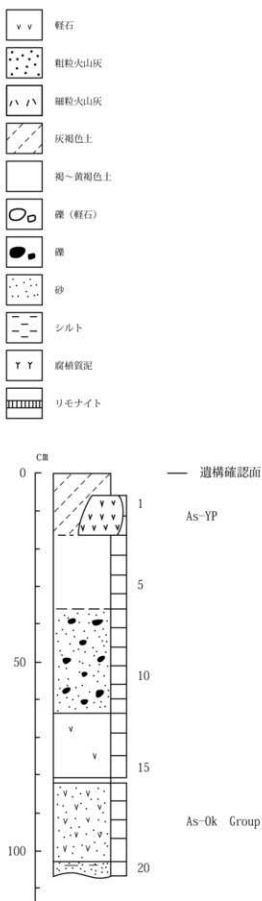 軽石
粗粒火山灰
細粒火山灰
灰褐色土
褐～黄褐色土
礫（軽石）
礫
砂
シルト
腐植質泥
リモナイト
cm
0
遺構確認面
1
As-YP
5
50
10
15
As-Ok Group
100
20